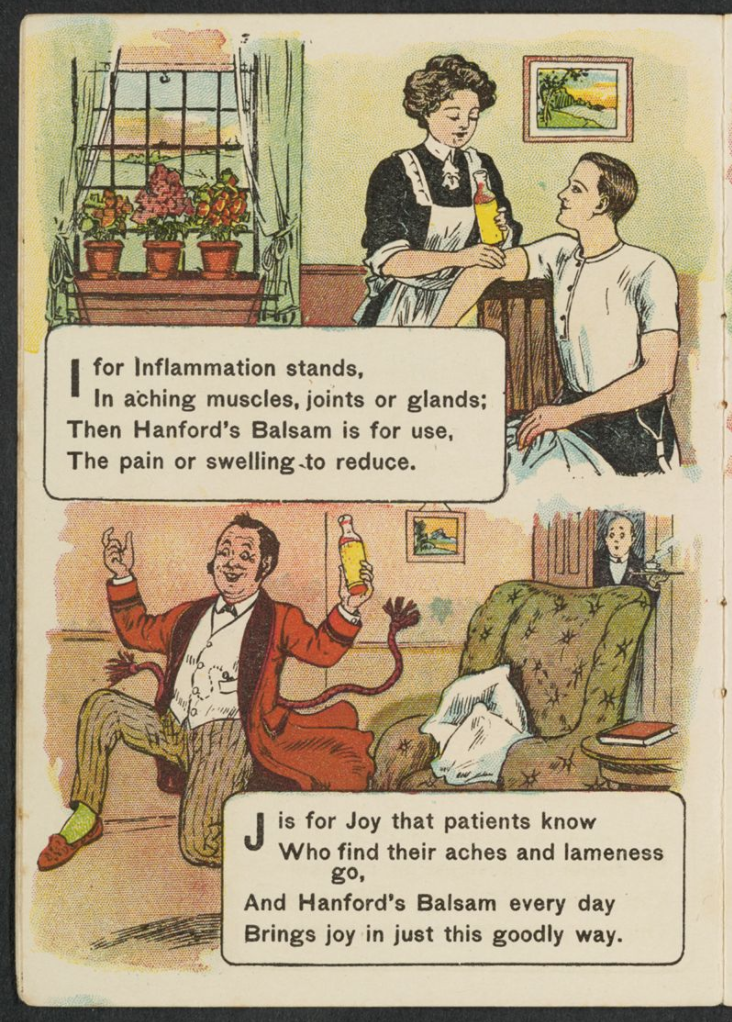 I for Inflammation stands,
In aching muscles, joints or glands;
Then Hanford's Balsam is for use,
The pain or swelling to reduce.
J is for Joy that patients know
Who find their aches and lameness
go,
And Hanford's Balsam every day
Brings joy in just this goodly way.